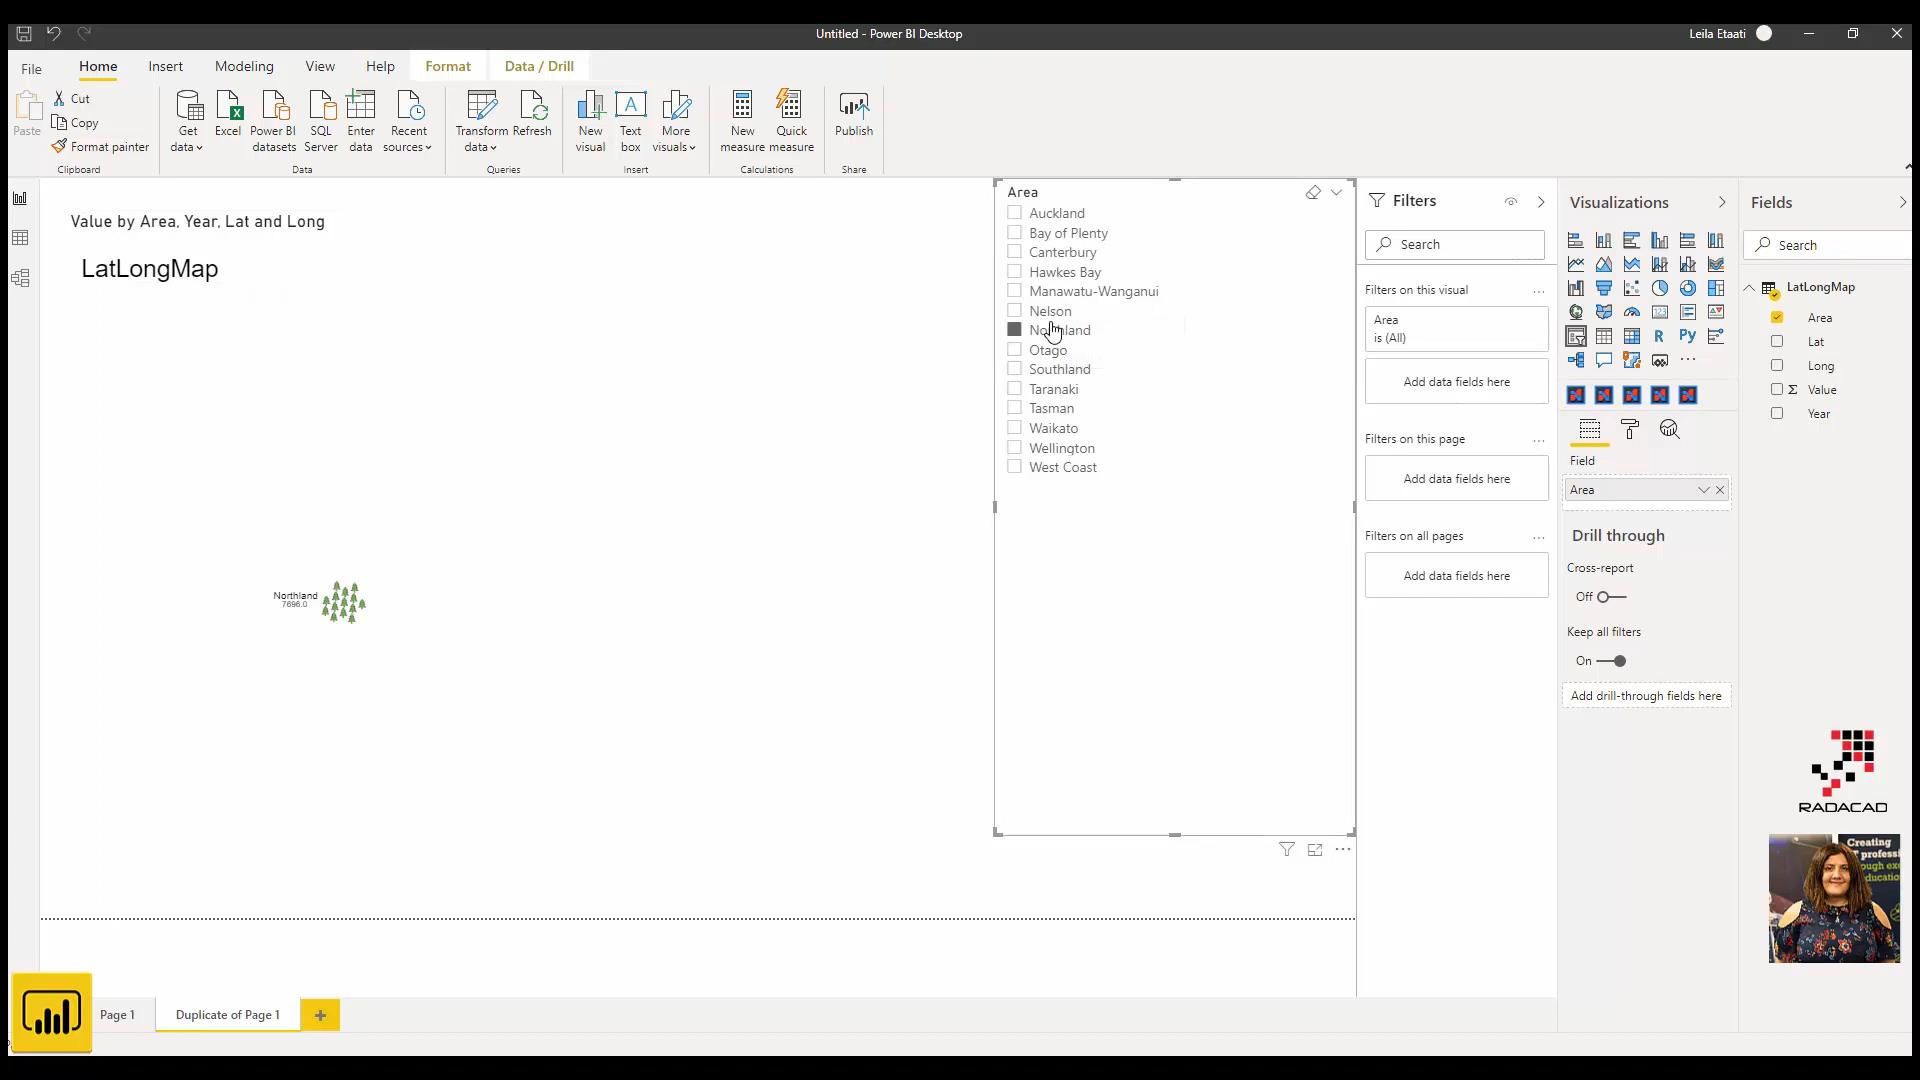 Untitled - Power BI Desktop
Leila Etaati
File
Home
Insert
Modeling
View
Help
Format
Data / Drill
Paste
Cut
Copy
Format painter
Clipboard
Get data
Excel
Power BI datasets
SQL Server
Enter data
Recent sources
Data
Transform data
Refresh
Queries
New visual
Text box
More visuals
Insert
New measure
Quick measure
Calculations
Publish
Share
Value by Area, Year, Lat and Long
LatLongMap
Northland
7696.0
Area
Auckland
Bay of Plenty
Canterbury
Hawkes Bay
Manawatu-Wanganui
Nelson
Northland
Otago
Southland
Taranaki
Tasman
Waikato
Wellington
West Coast
Filters
Search
Filters on this visual
Area
is (All)
Add data fields here
Filters on this page
Add data fields here
Filters on all pages
Add data fields here
Visualizations
R
Py
Field
Area
Drill through
Cross-report
Off
Keep all filters
On
Add drill-through fields here
Fields
Search
LatLongMap
Area
Lat
Long
Σ Value
Year
RADACAD
Creating
Page 1
Duplicate of Page 1